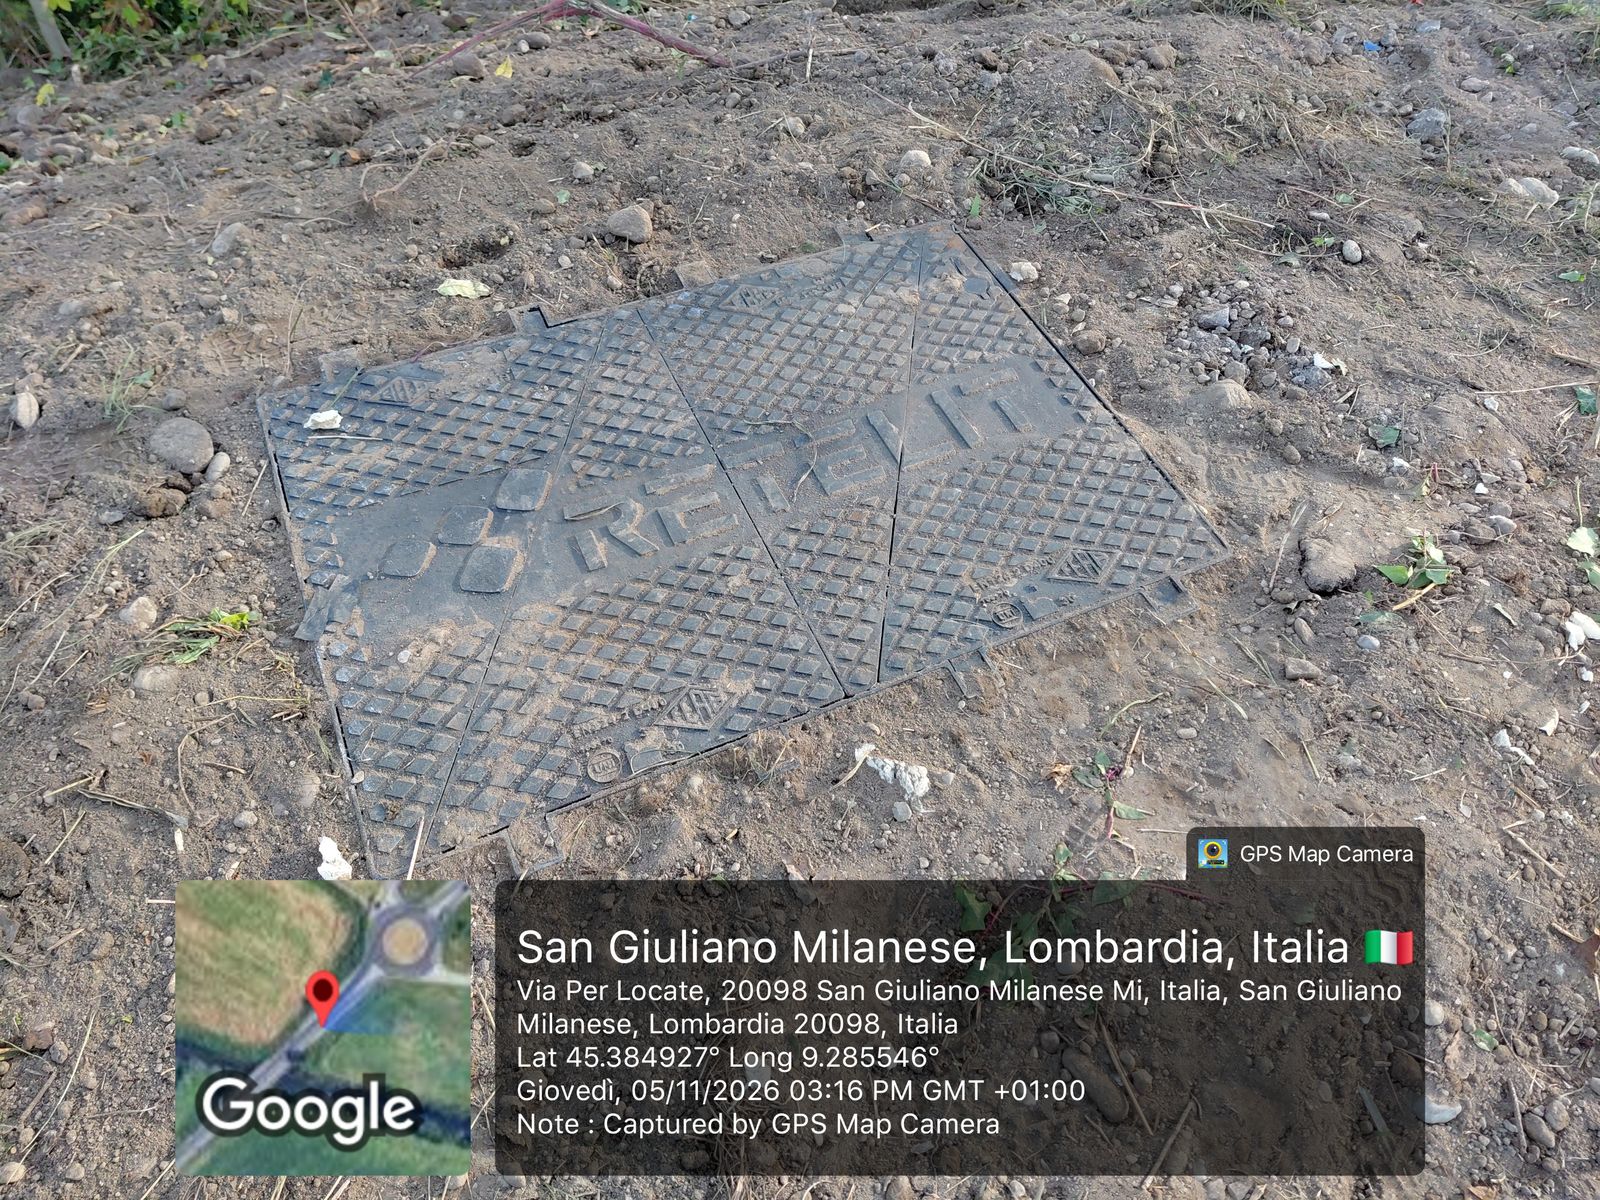 RETELIT
GPS Map Camera
San Giuliano Milanese, Lombardia, Italia
Via Per Locate, 20098 San Giuliano Milanese Mi, Italia, San Giuliano
Milanese, Lombardia 20098, Italia
Lat 45.384927° Long 9.285546°
Giovedì, 05/11/2026 03:16 PM GMT +01:00
Note : Captured by GPS Map Camera
Google